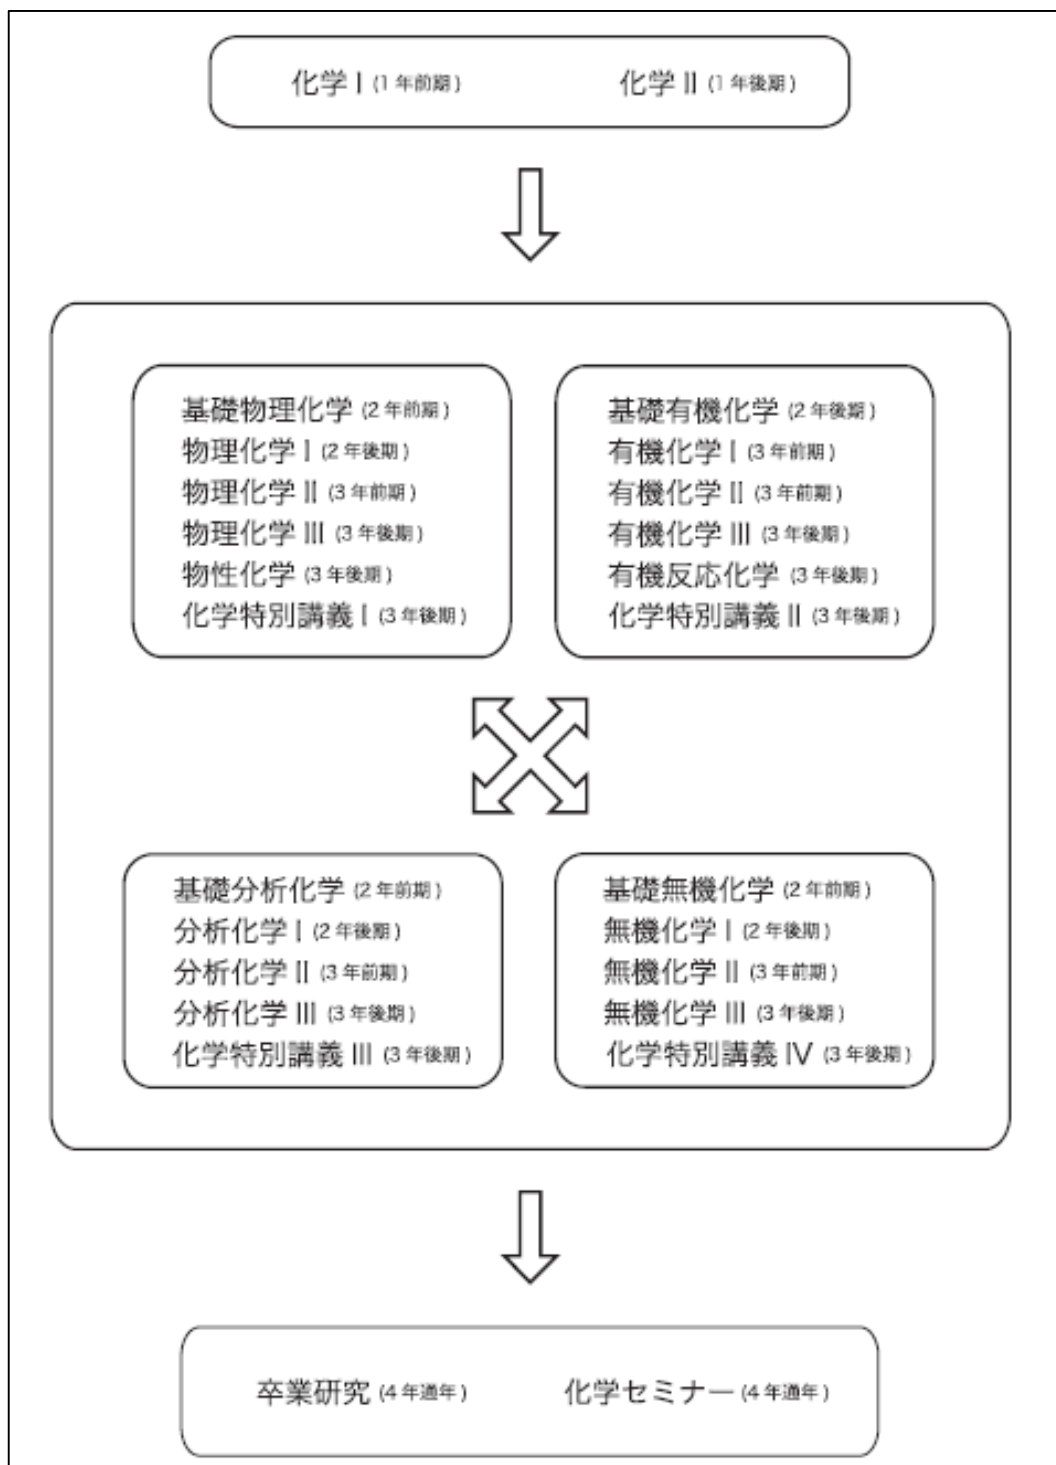 化学 I (1 年前期)
化学 II (1 年後期)
基礎物理化学 (2 年前期)
物理化学 I (2 年後期)
物理化学 II (3 年前期)
物理化学 III (3 年後期)
物性化学 (3 年後期)
化学特別講義 I (3 年後期)
基礎有機化学 (2 年後期)
有機化学 I (3 年前期)
有機化学 II (3 年前期)
有機化学 III (3 年後期)
有機反応化学 (3 年後期)
化学特別講義 II (3 年後期)
基礎分析化学 (2 年前期)
分析化学 I (2 年後期)
分析化学 II (3 年前期)
分析化学 III (3 年後期)
化学特別講義 III (3 年後期)
基礎無機化学 (2 年前期)
無機化学 I (2 年後期)
無機化学 II (3 年前期)
無機化学 III (3 年後期)
化学特別講義 IV (3 年後期)
卒業研究 (4 年通年)
化学セミナー (4 年通年)